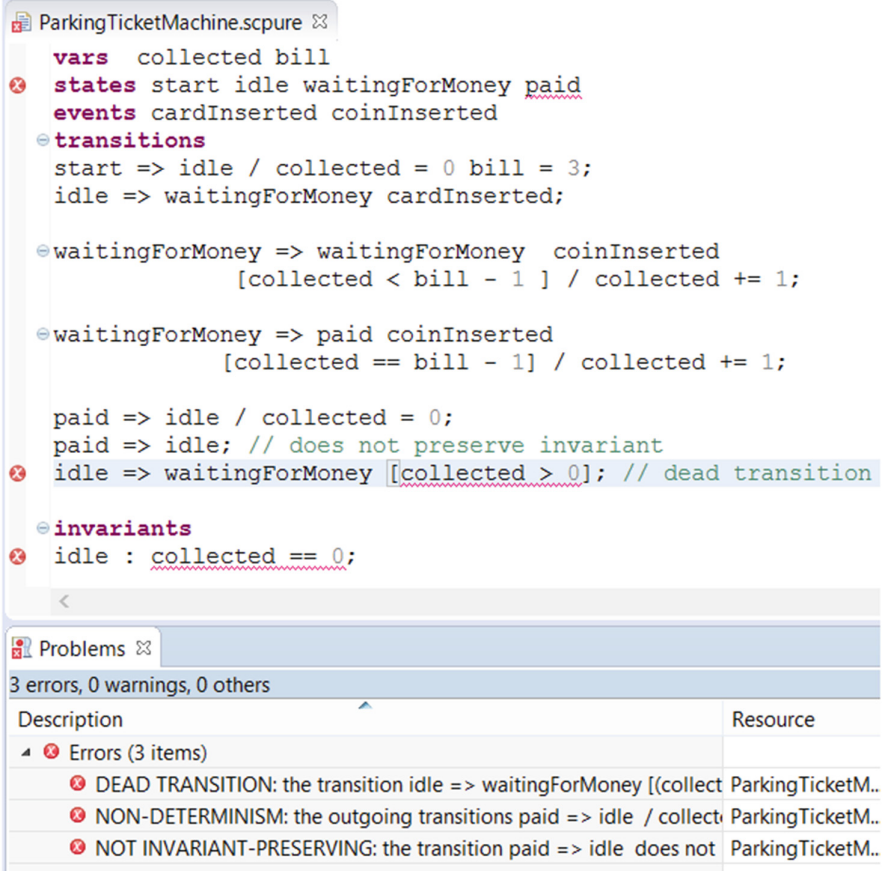 ParkingTicketMachine.scpure
vars collected bill
states start idle waitingForMoney paid
events cardInserted coinInserted
transitions
start => idle / collected = 0 bill = 3;
idle => waitingForMoney cardInserted;
waitingForMoney => waitingForMoney coinInserted
[collected < bill - 1 ] / collected += 1;
waitingForMoney => paid coinInserted
[collected == bill - 1] / collected += 1;
paid => idle / collected = 0;
paid => idle; // does not preserve invariant
idle => waitingForMoney [collected > 0]; // dead transition
invariants
idle : collected == 0;
Problems
3 errors, 0 warnings, 0 others
Description Resource
Errors (3 items)
DEAD TRANSITION: the transition idle => waitingForMoney [(collect ParkingTicketM...
NON-DETERMINISM: the outgoing transitions paid => idle / collect ParkingTicketM...
NOT INVARIANT-PRESERVING: the transition paid => idle does not ParkingTicketM...